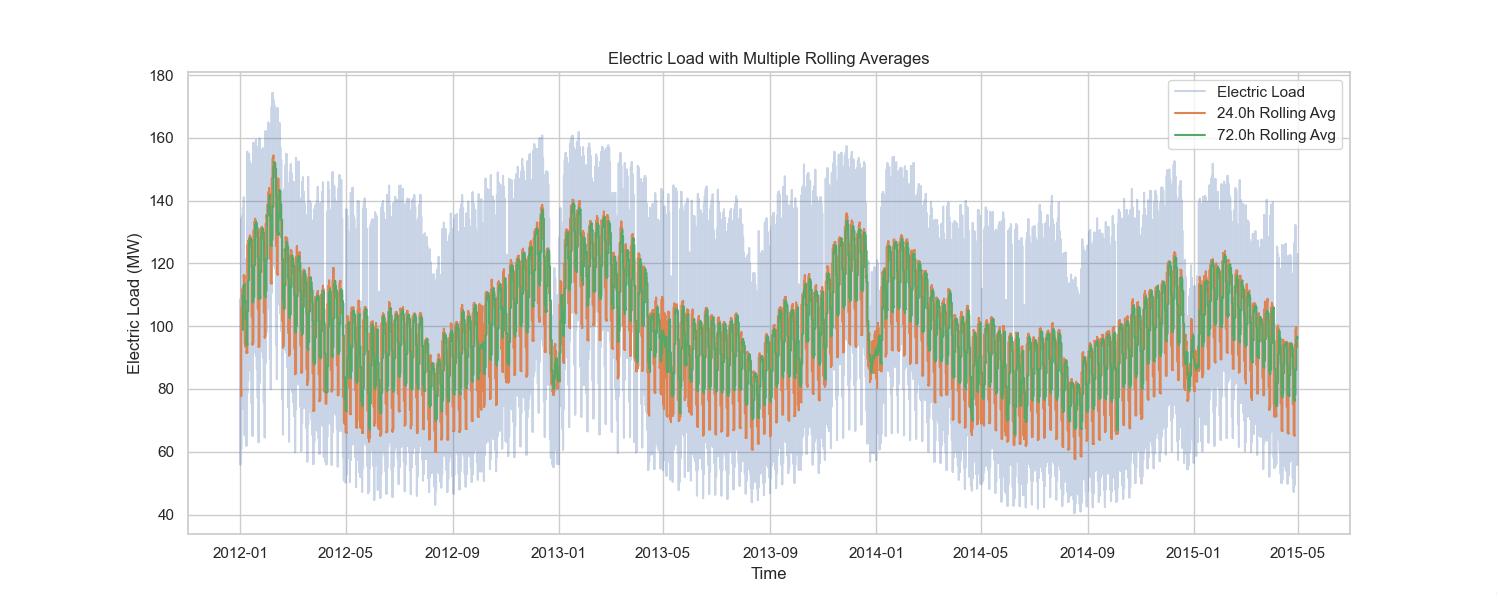 Electric Load with Multiple Rolling Averages
180
160
140
120
100
80
60
40
Electric Load (MW)
Electric Load
24.0h Rolling Avg
72.0h Rolling Avg
2012-01 2012-05 2012-09 2013-01 2013-05 2013-09 2014-01 2014-05 2014-09 2015-01 2015-05
Time